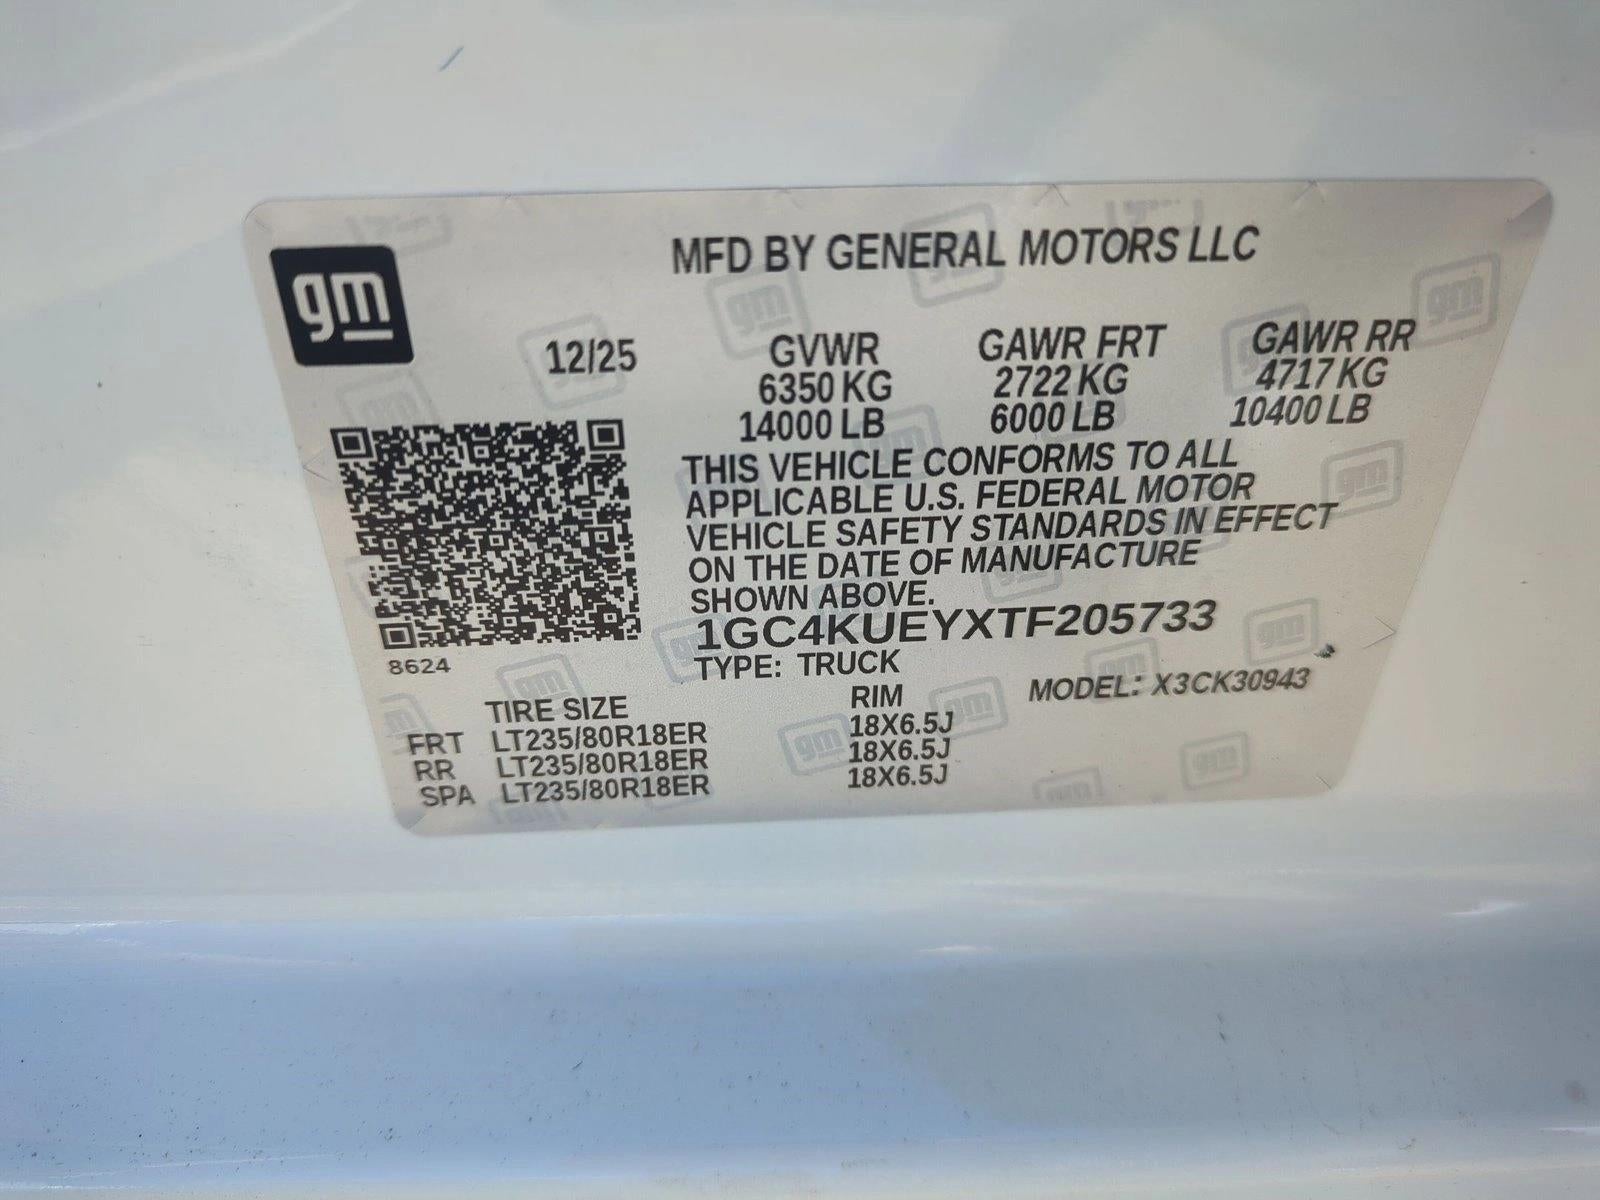 gm
MFD BY GENERAL MOTORS LLC
12/25 GVWR GAWR FRT GAWR RR
6350 KG 2722 KG 4717 KG
14000 LB 6000 LB 10400 LB
THIS VEHICLE CONFORMS TO ALL
APPLICABLE U.S. FEDERAL MOTOR
VEHICLE SAFETY STANDARDS IN EFFECT
ON THE DATE OF MANUFACTURE
SHOWN ABOVE.
1GC4KUEYXTF205733
8624
TYPE: TRUCK
MODEL: X3CK30943
TIRE SIZE RIM
FRT LT235/80R18ER 18X6.5J
RR LT235/80R18ER 18X6.5J
SPA LT235/80R18ER 18X6.5J